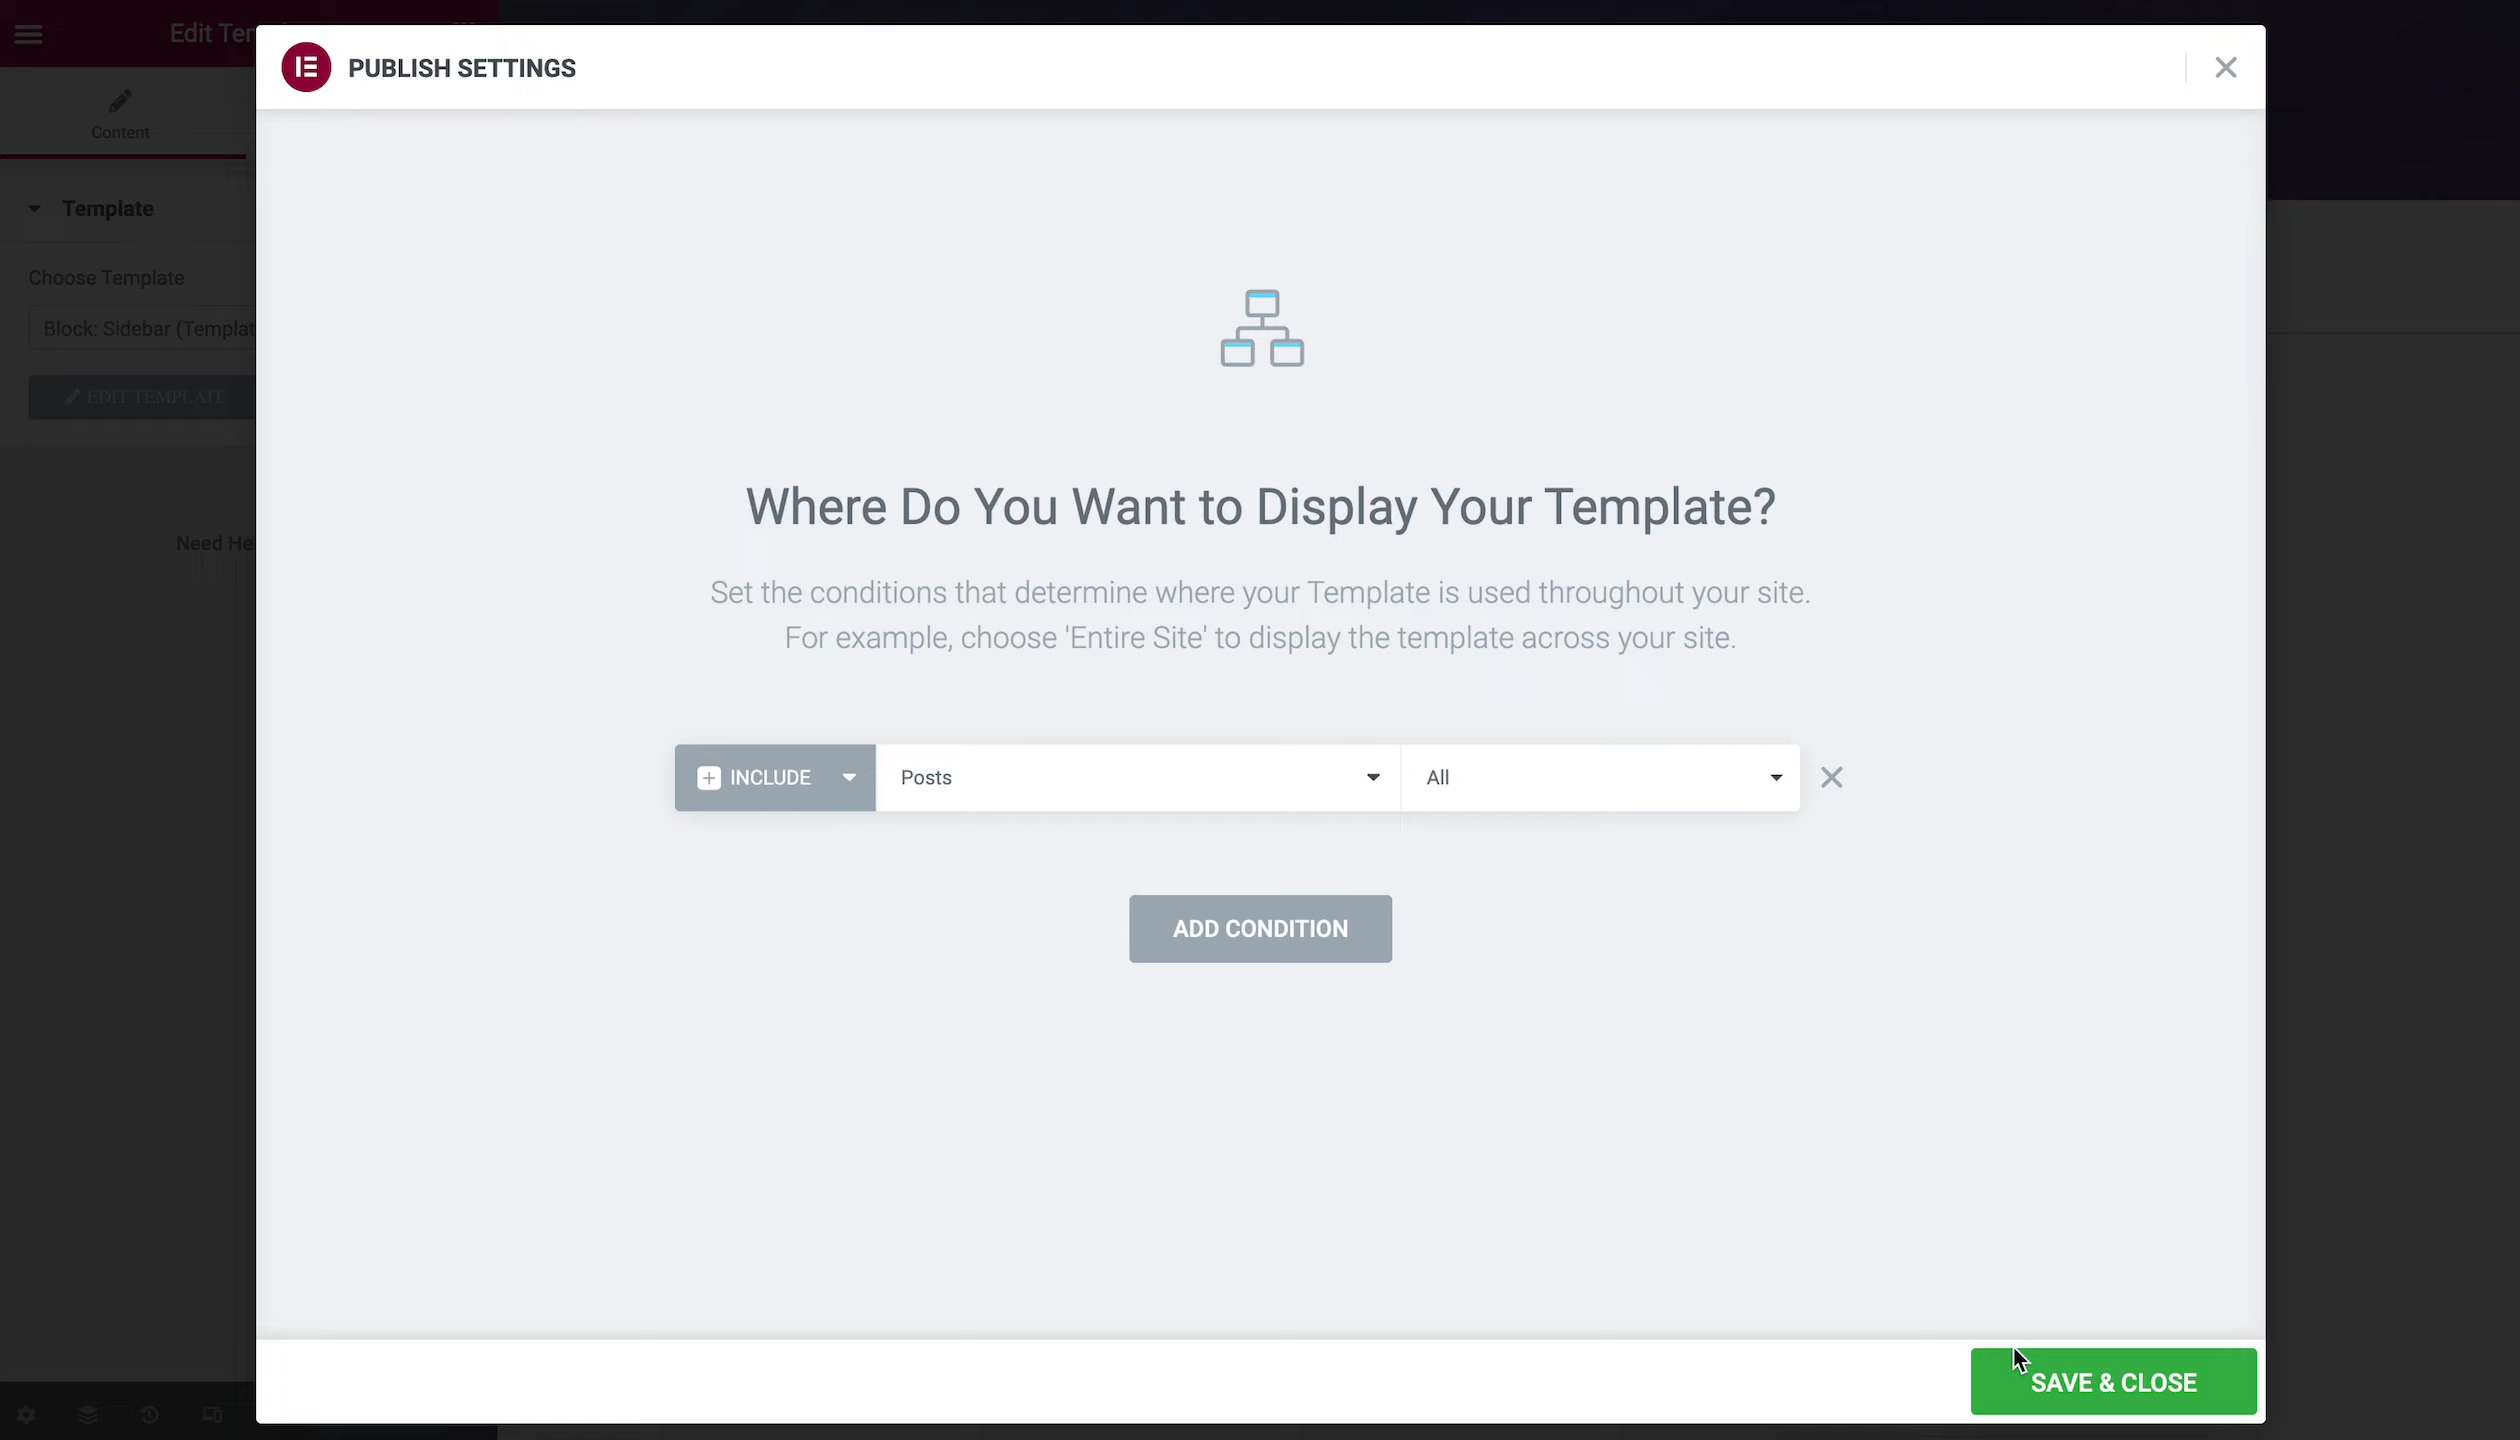 Edit Ter
PUBLISH SETTINGS
Content
Template
Choose Template
Block: Sidebar (Templat
EDIT TEMPLATE
Need He
Where Do You Want to Display Your Template?
Set the conditions that determine where your Template is used throughout your site.
For example, choose 'Entire Site' to display the template across your site.
INCLUDE
Posts
All
ADD CONDITION
SAVE & CLOSE